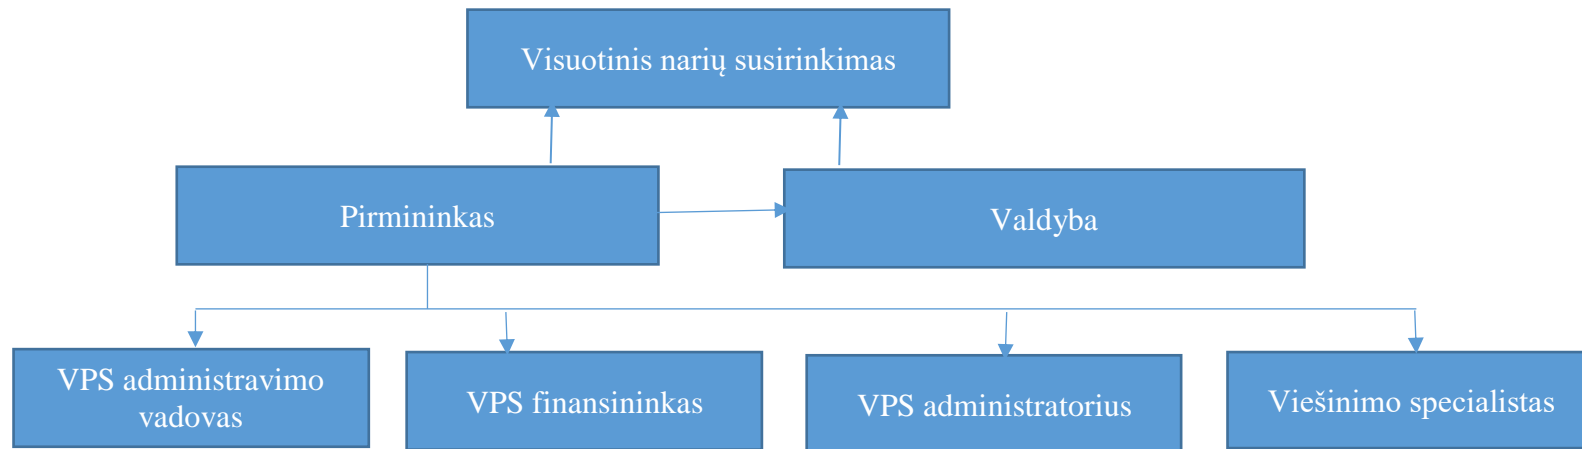 Visuotinis narių susirinkimas
Pirmininkas
Valdyba
VPS administravimo
vadovas
VPS finansininkas
VPS administratorius
Viešinimo specialistas